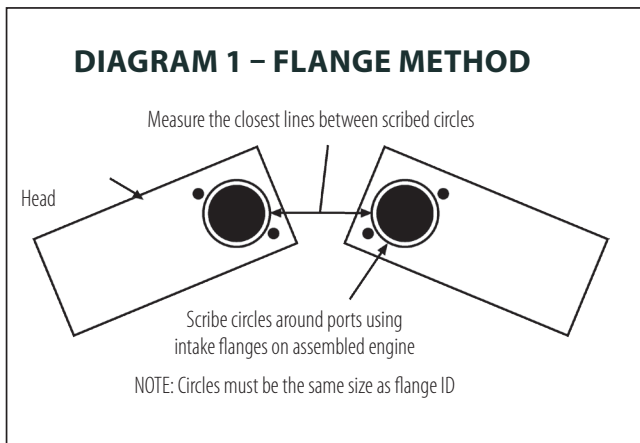 DIAGRAM 1 – FLANGE METHOD
Measure the closest lines between scribed circles
Head
Scribe circles around ports using
intake flanges on assembled engine
NOTE: Circles must be the same size as flange ID